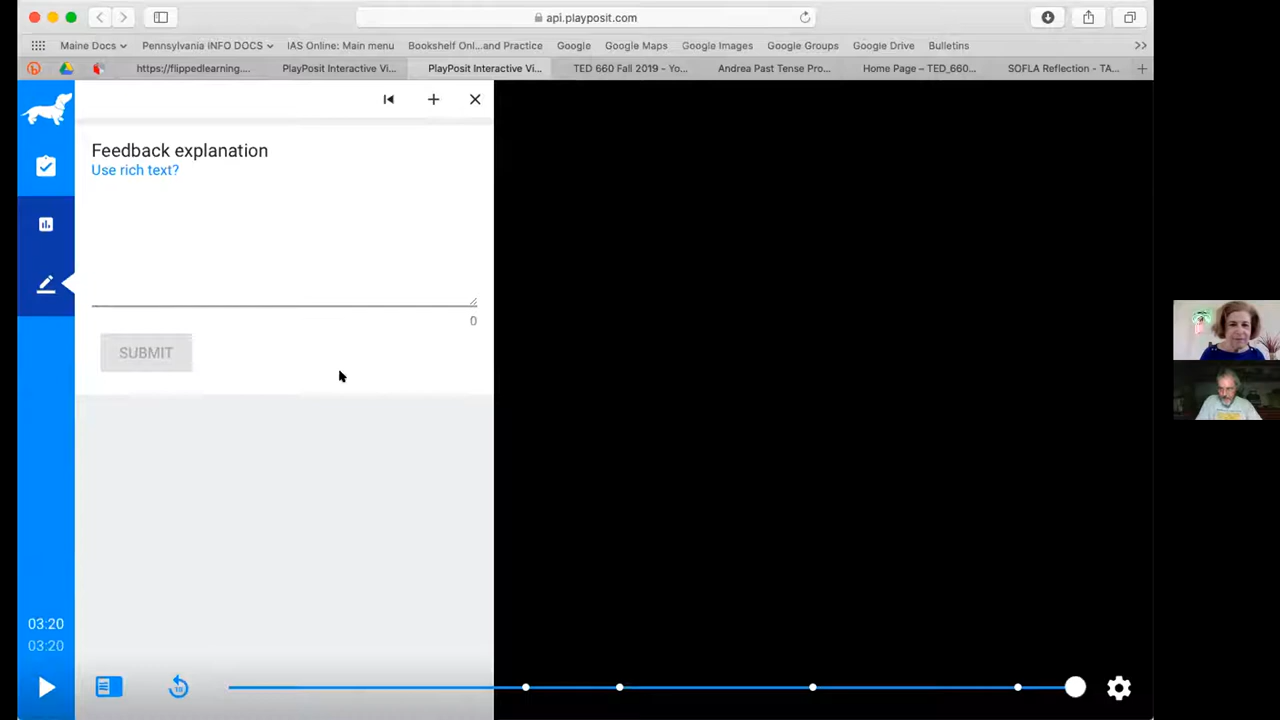 api.playposit.com
Maine Docs Pennsylvania INFO DOCS IAS Online: Main menu Bookshelf Onl...and Practice Google Google Maps Google Images Google Groups Google Drive Bulletins
https://flippedlearning.... PlayPosit Interactive Vi... PlayPosit Interactive Vi... TED 660 Fall 2019 - Yo... Andrea Past Tense Pro... Home Page – TED_660... SOFLA Reflection - TA...
Feedback explanation
Use rich text?
0
SUBMIT
03:20
03:20
10